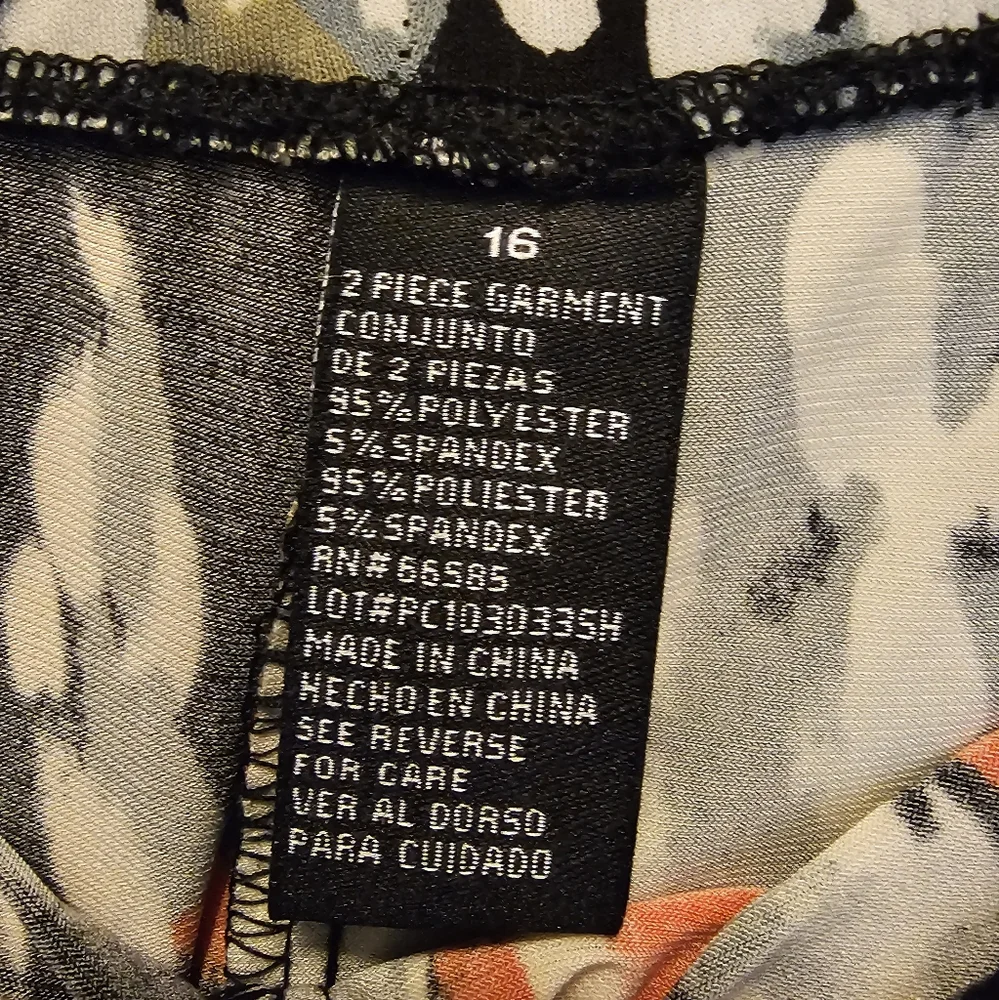 16
2 PIECE GARMENT
CONJUNTO
DE 2 PIEZAS
95%POLYESTER
5%SPANDEX
95%POLIESTER
5%SPANDEX
RN#66585
LOT#PC103033SH
MADE IN CHINA
HECHO EN CHINA
SEE REVERSE
FOR CARE
VER AL DORSO
PARA CUIDADO